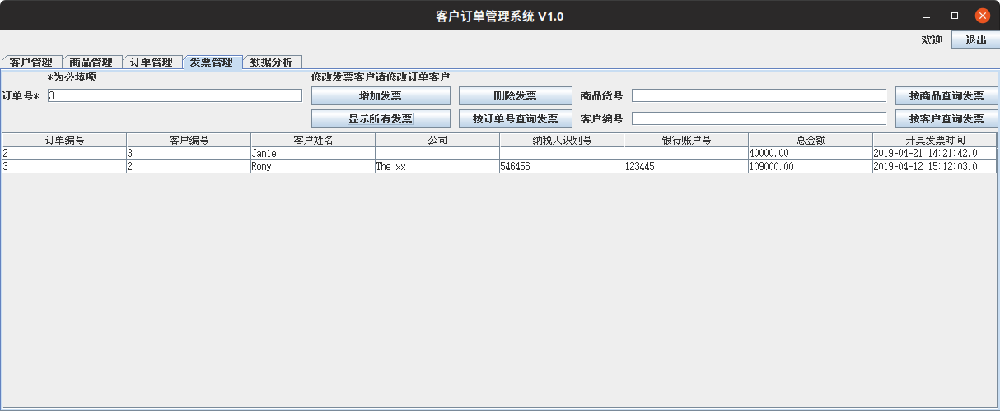 客户订单管理系统 V1.0
欢迎 退出
客户管理 商品管理 订单管理 发票管理 数据分析
*为必填项 修改发票客户请修改订单客户
订单号* 3 增加发票 删除发票 商品货号 按商品查询发票
显示所有发票 按订单号查询发票 客户编号 按客户查询发票
订单编号 客户编号 客户姓名 公司 纳税人识别号 银行账户号 总金额 开具发票时间
2 3 Jamie 40000.00 2019-04-21 14:21:42.0
3 2 Romy The xx 546456 123445 109000.00 2019-04-12 15:12:03.0